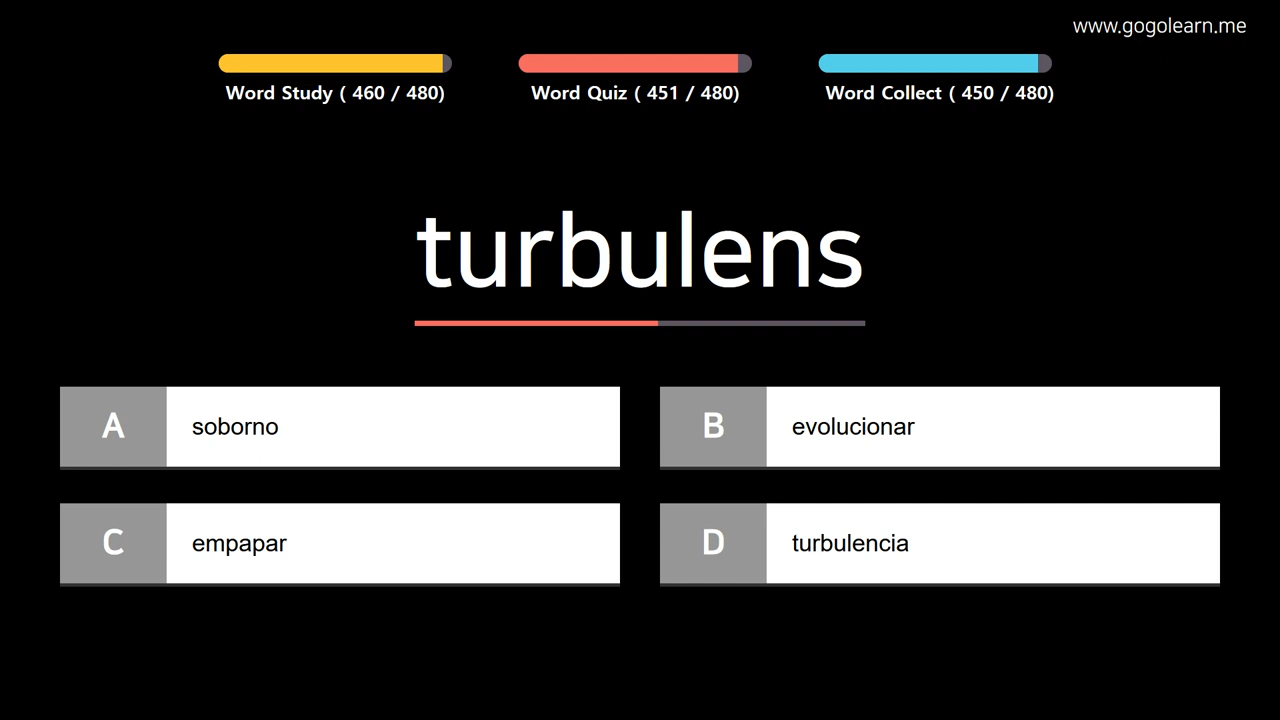 www.gogolearn.me
Word Study ( 460 / 480)
Word Quiz ( 451 / 480)
Word Collect ( 450 / 480)
turbulens
A soborno
B evolucionar
C empapar
D turbulencia